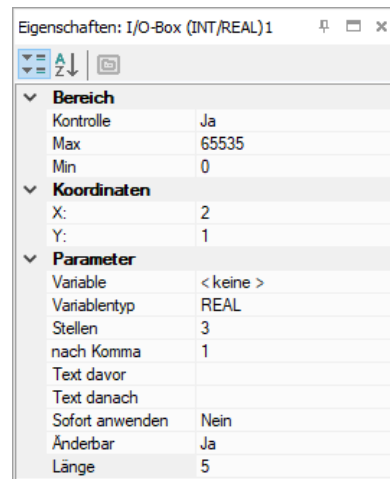 Eigenschaften: I/O-Box (INT/REAL)1
Bereich
Kontrolle Ja
Max 65535
Min 0
Koordinaten
X: 2
Y: 1
Parameter
Variable < keine >
Variablentyp REAL
Stellen 3
nach Komma 1
Text davor
Text danach
Sofort anwenden Nein
Änderbar Ja
Länge 5